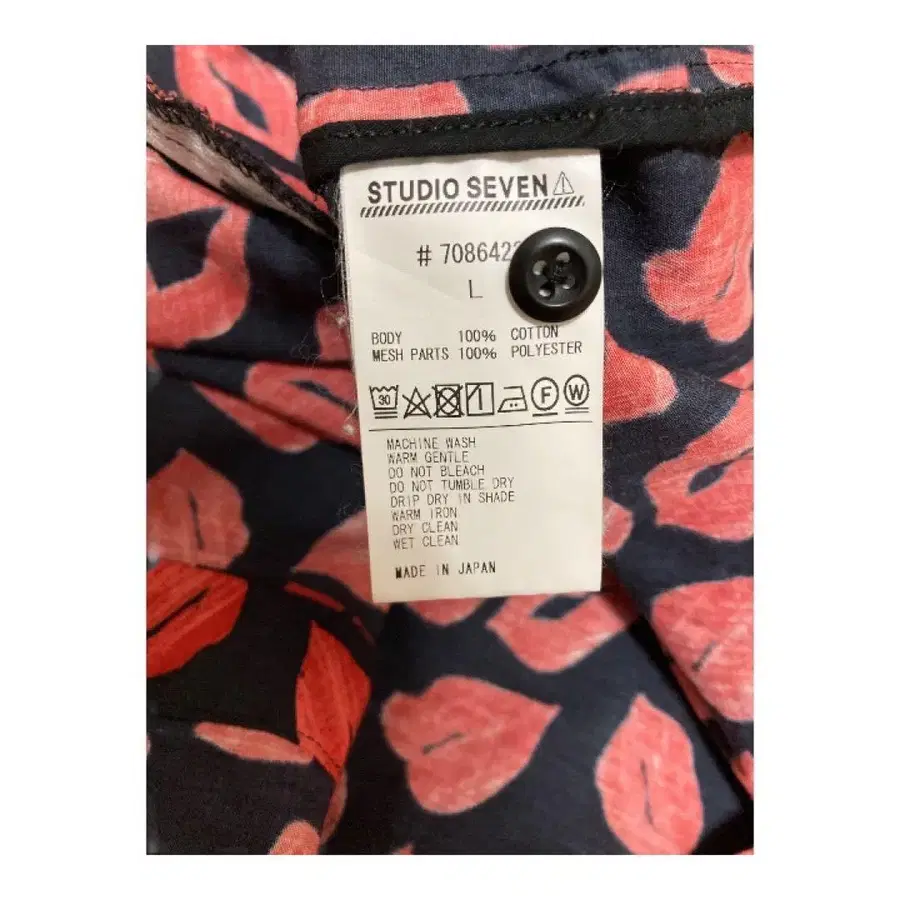 STUDIO SEVEN
# 708642
L
BODY 100% COTTON
MESH PARTS 100% POLYESTER
30 F W
MACHINE WASH
WARM GENTLE
DO NOT BLEACH
DO NOT TUMBLE DRY
DRIP DRY IN SHADE
WARM IRON
DRY CLEAN
WET CLEAN
MADE IN JAPAN